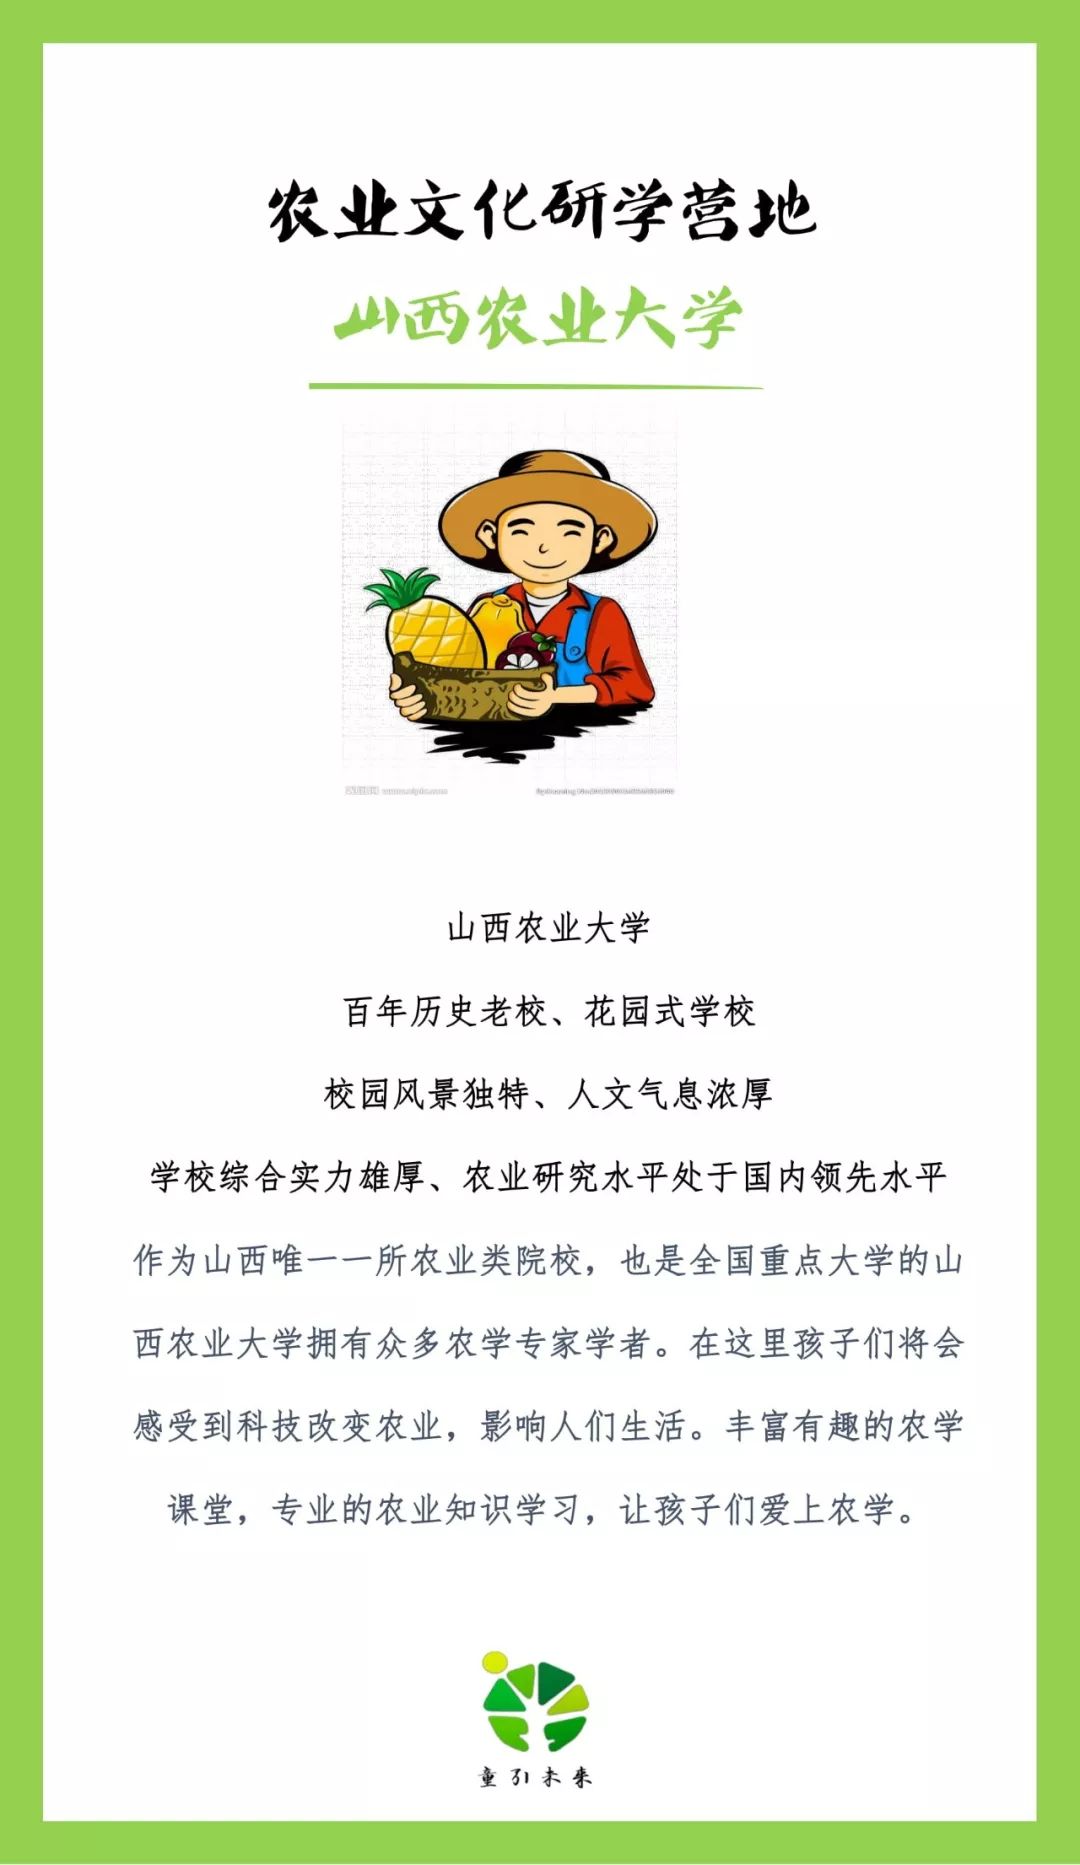 农业文化研学营地
山西农业大学
山西农业大学
百年历史老校、花园式学校
校园风景独特、人文气息浓厚
学校综合实力雄厚、农业研究水平处于国内领先水平
作为山西唯一一所农业类院校，也是全国重点大学的山
西农业大学拥有众多农学专家学者。在这里孩子们将会
感受到科技改变农业，影响人们生活。丰富有趣的农学
课堂，专业的农业知识学习，让孩子们爱上农学。
童引未来